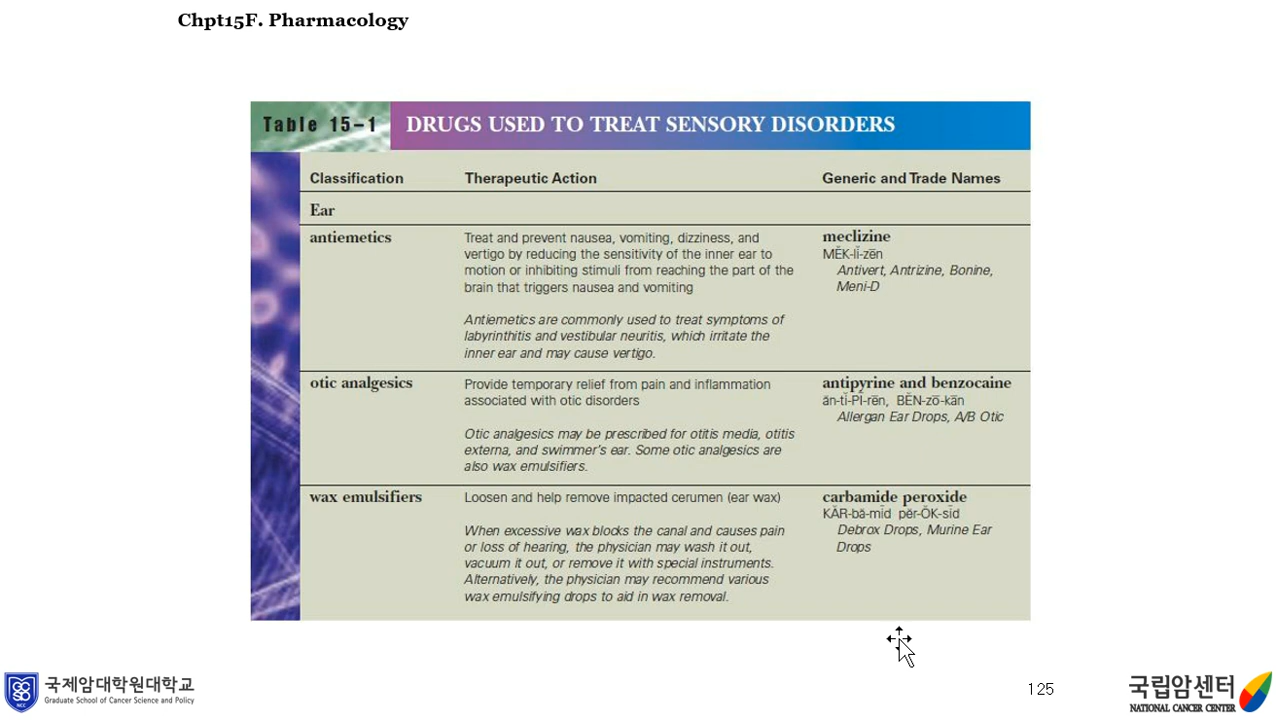 Chpt15F. Pharmacology
Table 15–1
DRUGS USED TO TREAT SENSORY DISORDERS
Classification
Therapeutic Action
Generic and Trade Names
Ear
antiemetics
Treat and prevent nausea, vomiting, dizziness, and
vertigo by reducing the sensitivity of the inner ear to
motion or inhibiting stimuli from reaching the part of the
brain that triggers nausea and vomiting
Antiemetics are commonly used to treat symptoms of
labyrinthitis and vestibular neuritis, which irritate the
inner ear and may cause vertigo.
meclizine
MĔK-lĭ-zēn
Antivert, Antrizine, Bonine,
Meni-D
otic analgesics
Provide temporary relief from pain and inflammation
associated with otic disorders
Otic analgesics may be prescribed for otitis media, otitis
externa, and swimmer's ear. Some otic analgesics are
also wax emulsifiers.
antipyrine and benzocaine
ăn-tĭ-PĪ-rēn, BĔN-zō-kān
Allergan Ear Drops, A/B Otic
wax emulsifiers
Loosen and help remove impacted cerumen (ear wax)
When excessive wax blocks the canal and causes pain
or loss of hearing, the physician may wash it out,
vacuum it out, or remove it with special instruments.
Alternatively, the physician may recommend various
wax emulsifying drops to aid in wax removal.
carbamide peroxide
KĂR-bă-mīd pĕr-ŎK-sīd
Debrox Drops, Murine Ear
Drops
국제암대학원대학교
Graduate School of Cancer Science and Policy
125
국립암센터
NATIONAL CANCER CENTER